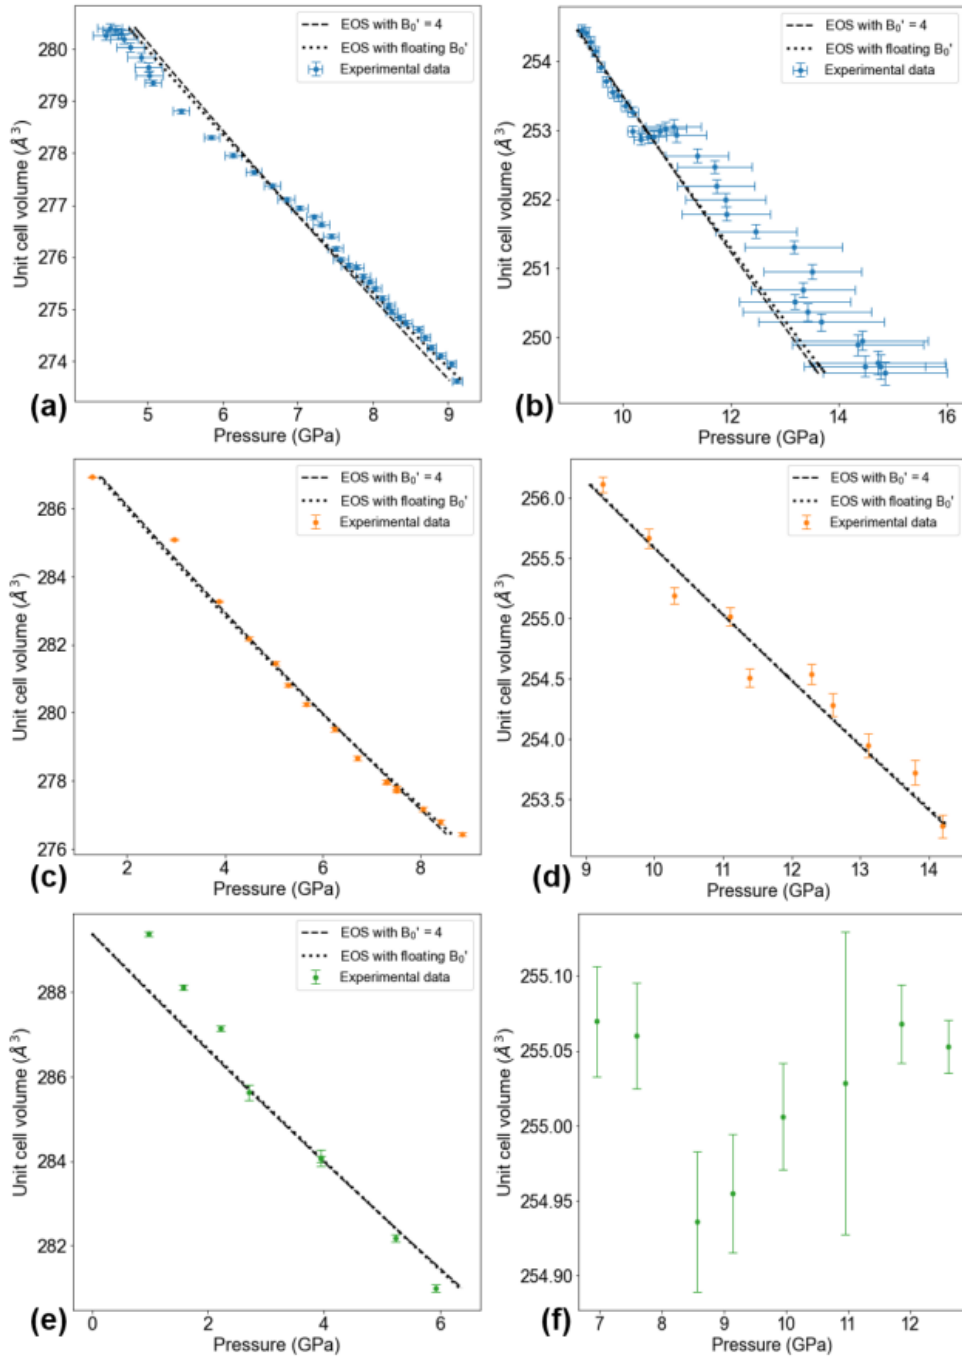 EOS with B₀' = 4
EOS with floating B₀'
Experimental data
280
279
278
277
276
275
274
Unit cell volume (Å³)
5
6
7
8
9
Pressure (GPa)
(a)
EOS with B₀' = 4
EOS with floating B₀'
Experimental data
254
253
252
251
250
Unit cell volume (Å³)
10
12
14
16
Pressure (GPa)
(b)
EOS with B₀' = 4
EOS with floating B₀'
Experimental data
286
284
282
280
278
276
Unit cell volume (Å³)
2
4
6
8
Pressure (GPa)
(c)
EOS with B₀' = 4
EOS with floating B₀'
Experimental data
256.0
255.5
255.0
254.5
254.0
253.5
Unit cell volume (Å³)
9
10
11
12
13
14
Pressure (GPa)
(d)
EOS with B₀' = 4
EOS with floating B₀'
Experimental data
288
286
284
282
Unit cell volume (Å³)
0
2
4
6
Pressure (GPa)
(e)
255.10
255.05
255.00
254.95
254.90
Unit cell volume (Å³)
7
8
9
10
11
12
Pressure (GPa)
(f)